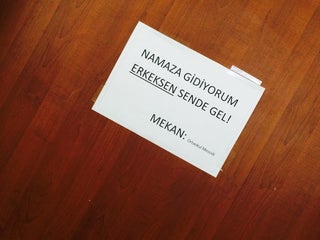 NAMAZA GİDİYORUM
ERKEKSEN SENDE GEL!
MEKAN: